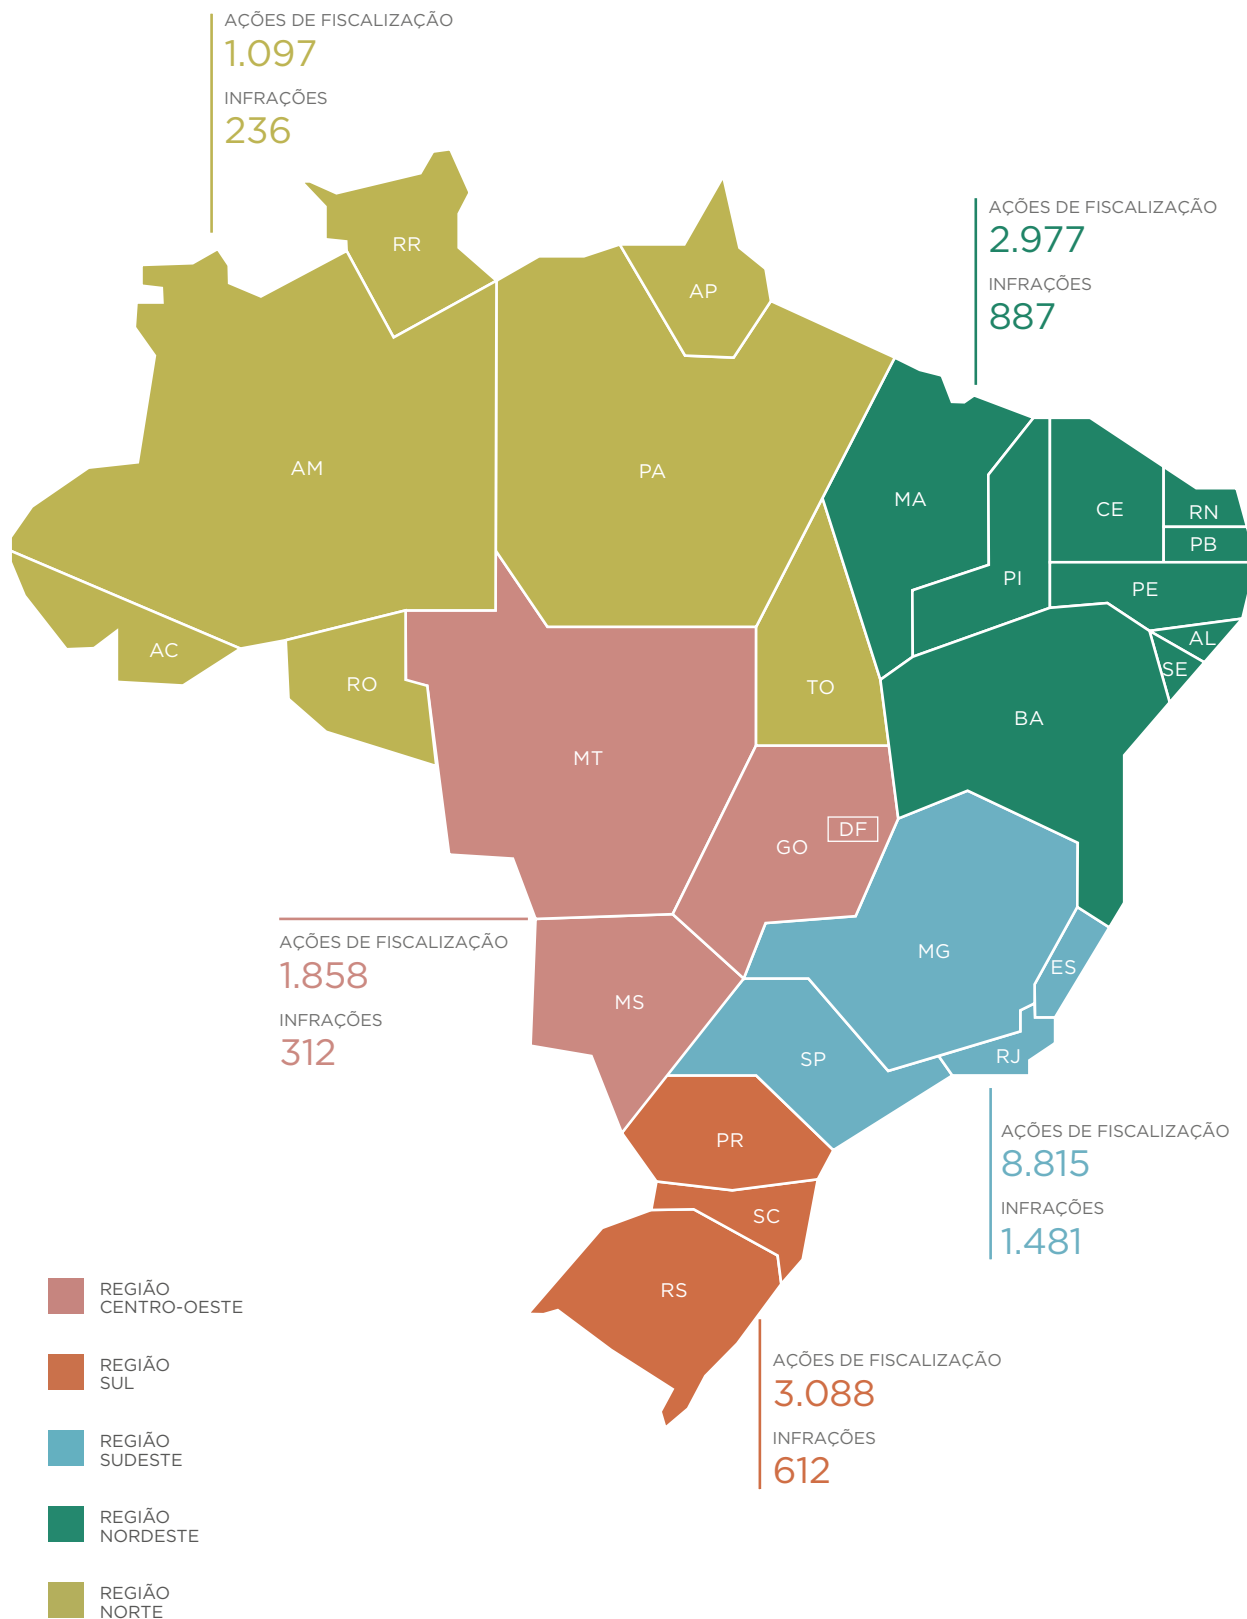 AÇÕES DE FISCALIZAÇÃO
1.097
INFRAÇÕES
236
AÇÕES DE FISCALIZAÇÃO
2.977
INFRAÇÕES
887
RR
AP
AM
PA
MA
CE
RN
PB
PI
PE
AL
SE
AC
RO
TO
BA
MT
GO
DF
MG
ES
MS
SP
RJ
AÇÕES DE FISCALIZAÇÃO
1.858
INFRAÇÕES
312
PR
SC
RS
AÇÕES DE FISCALIZAÇÃO
8.815
INFRAÇÕES
1.481
AÇÕES DE FISCALIZAÇÃO
3.088
INFRAÇÕES
612
REGIÃO
CENTRO-OESTE
REGIÃO
SUL
REGIÃO
SUDESTE
REGIÃO
NORDESTE
REGIÃO
NORTE